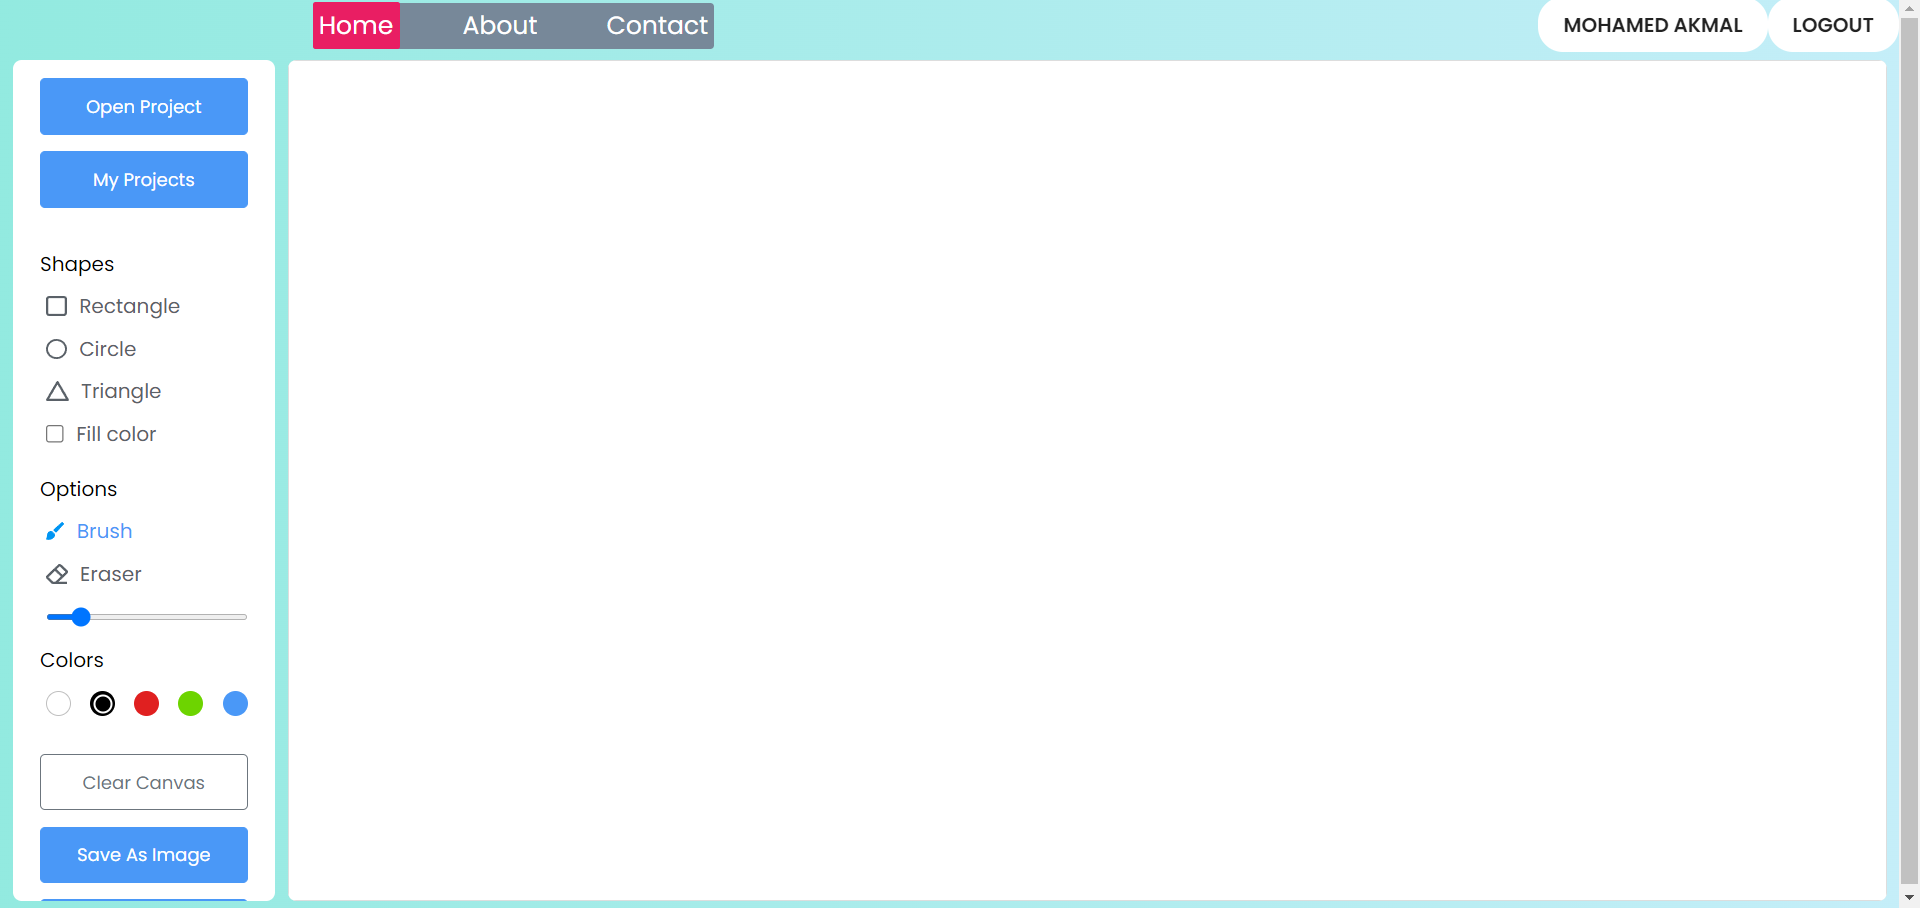 Home About Contact MOHAMED AKMAL LOGOUT
Open Project
My Projects
Shapes
Rectangle
Circle
Triangle
Fill color
Options
Brush
Eraser
Colors
Clear Canvas
Save As Image